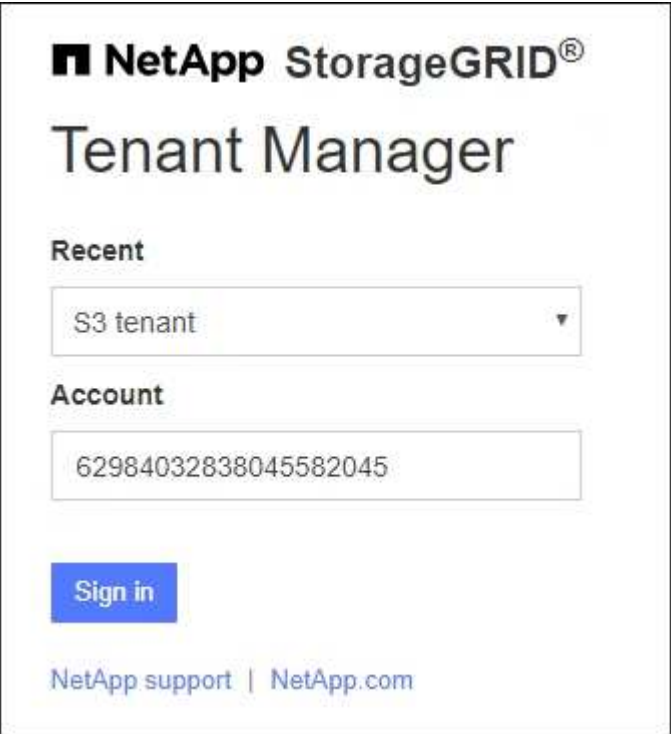 NetApp StorageGRID®
Tenant Manager
Recent
S3 tenant
Account
62984032838045582045
Sign in
NetApp support | NetApp.com